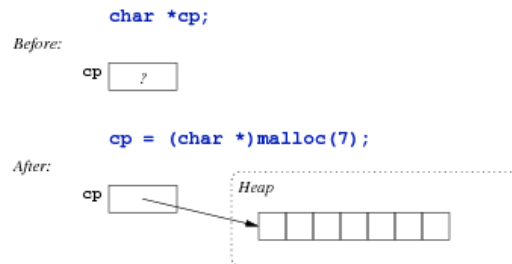 char *cp;
Before:
cp ?
cp = (char *)malloc(7);
After:
cp
Heap